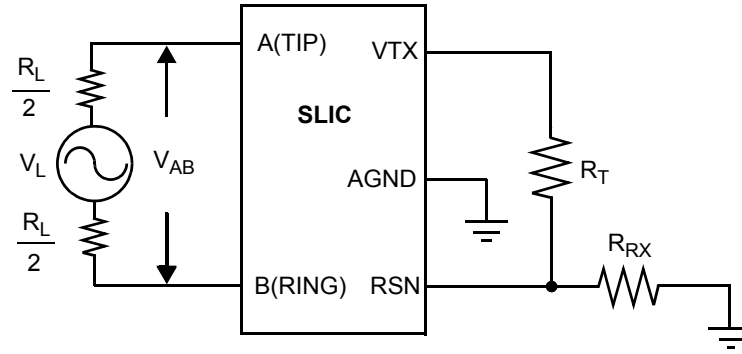 A(TIP)
VTX
R_L
2
SLIC
V_L
V_AB
AGND
R_T
R_L
2
R_RX
B(RING)
RSN